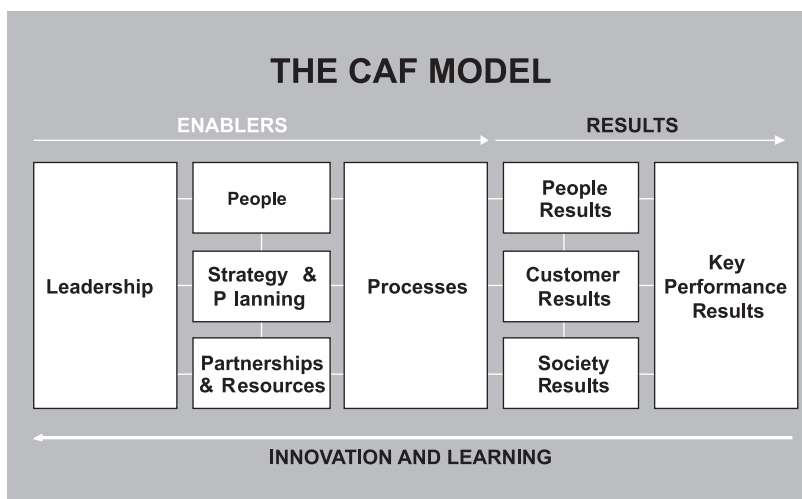 THE CAF MODEL
ENABLERS
RESULTS
Leadership
People
Strategy &
P lanning
Partnerships
& Resources
Processes
People
Results
Customer
Results
Society
Results
Key
Performance
Results
INNOVATION AND LEARNING